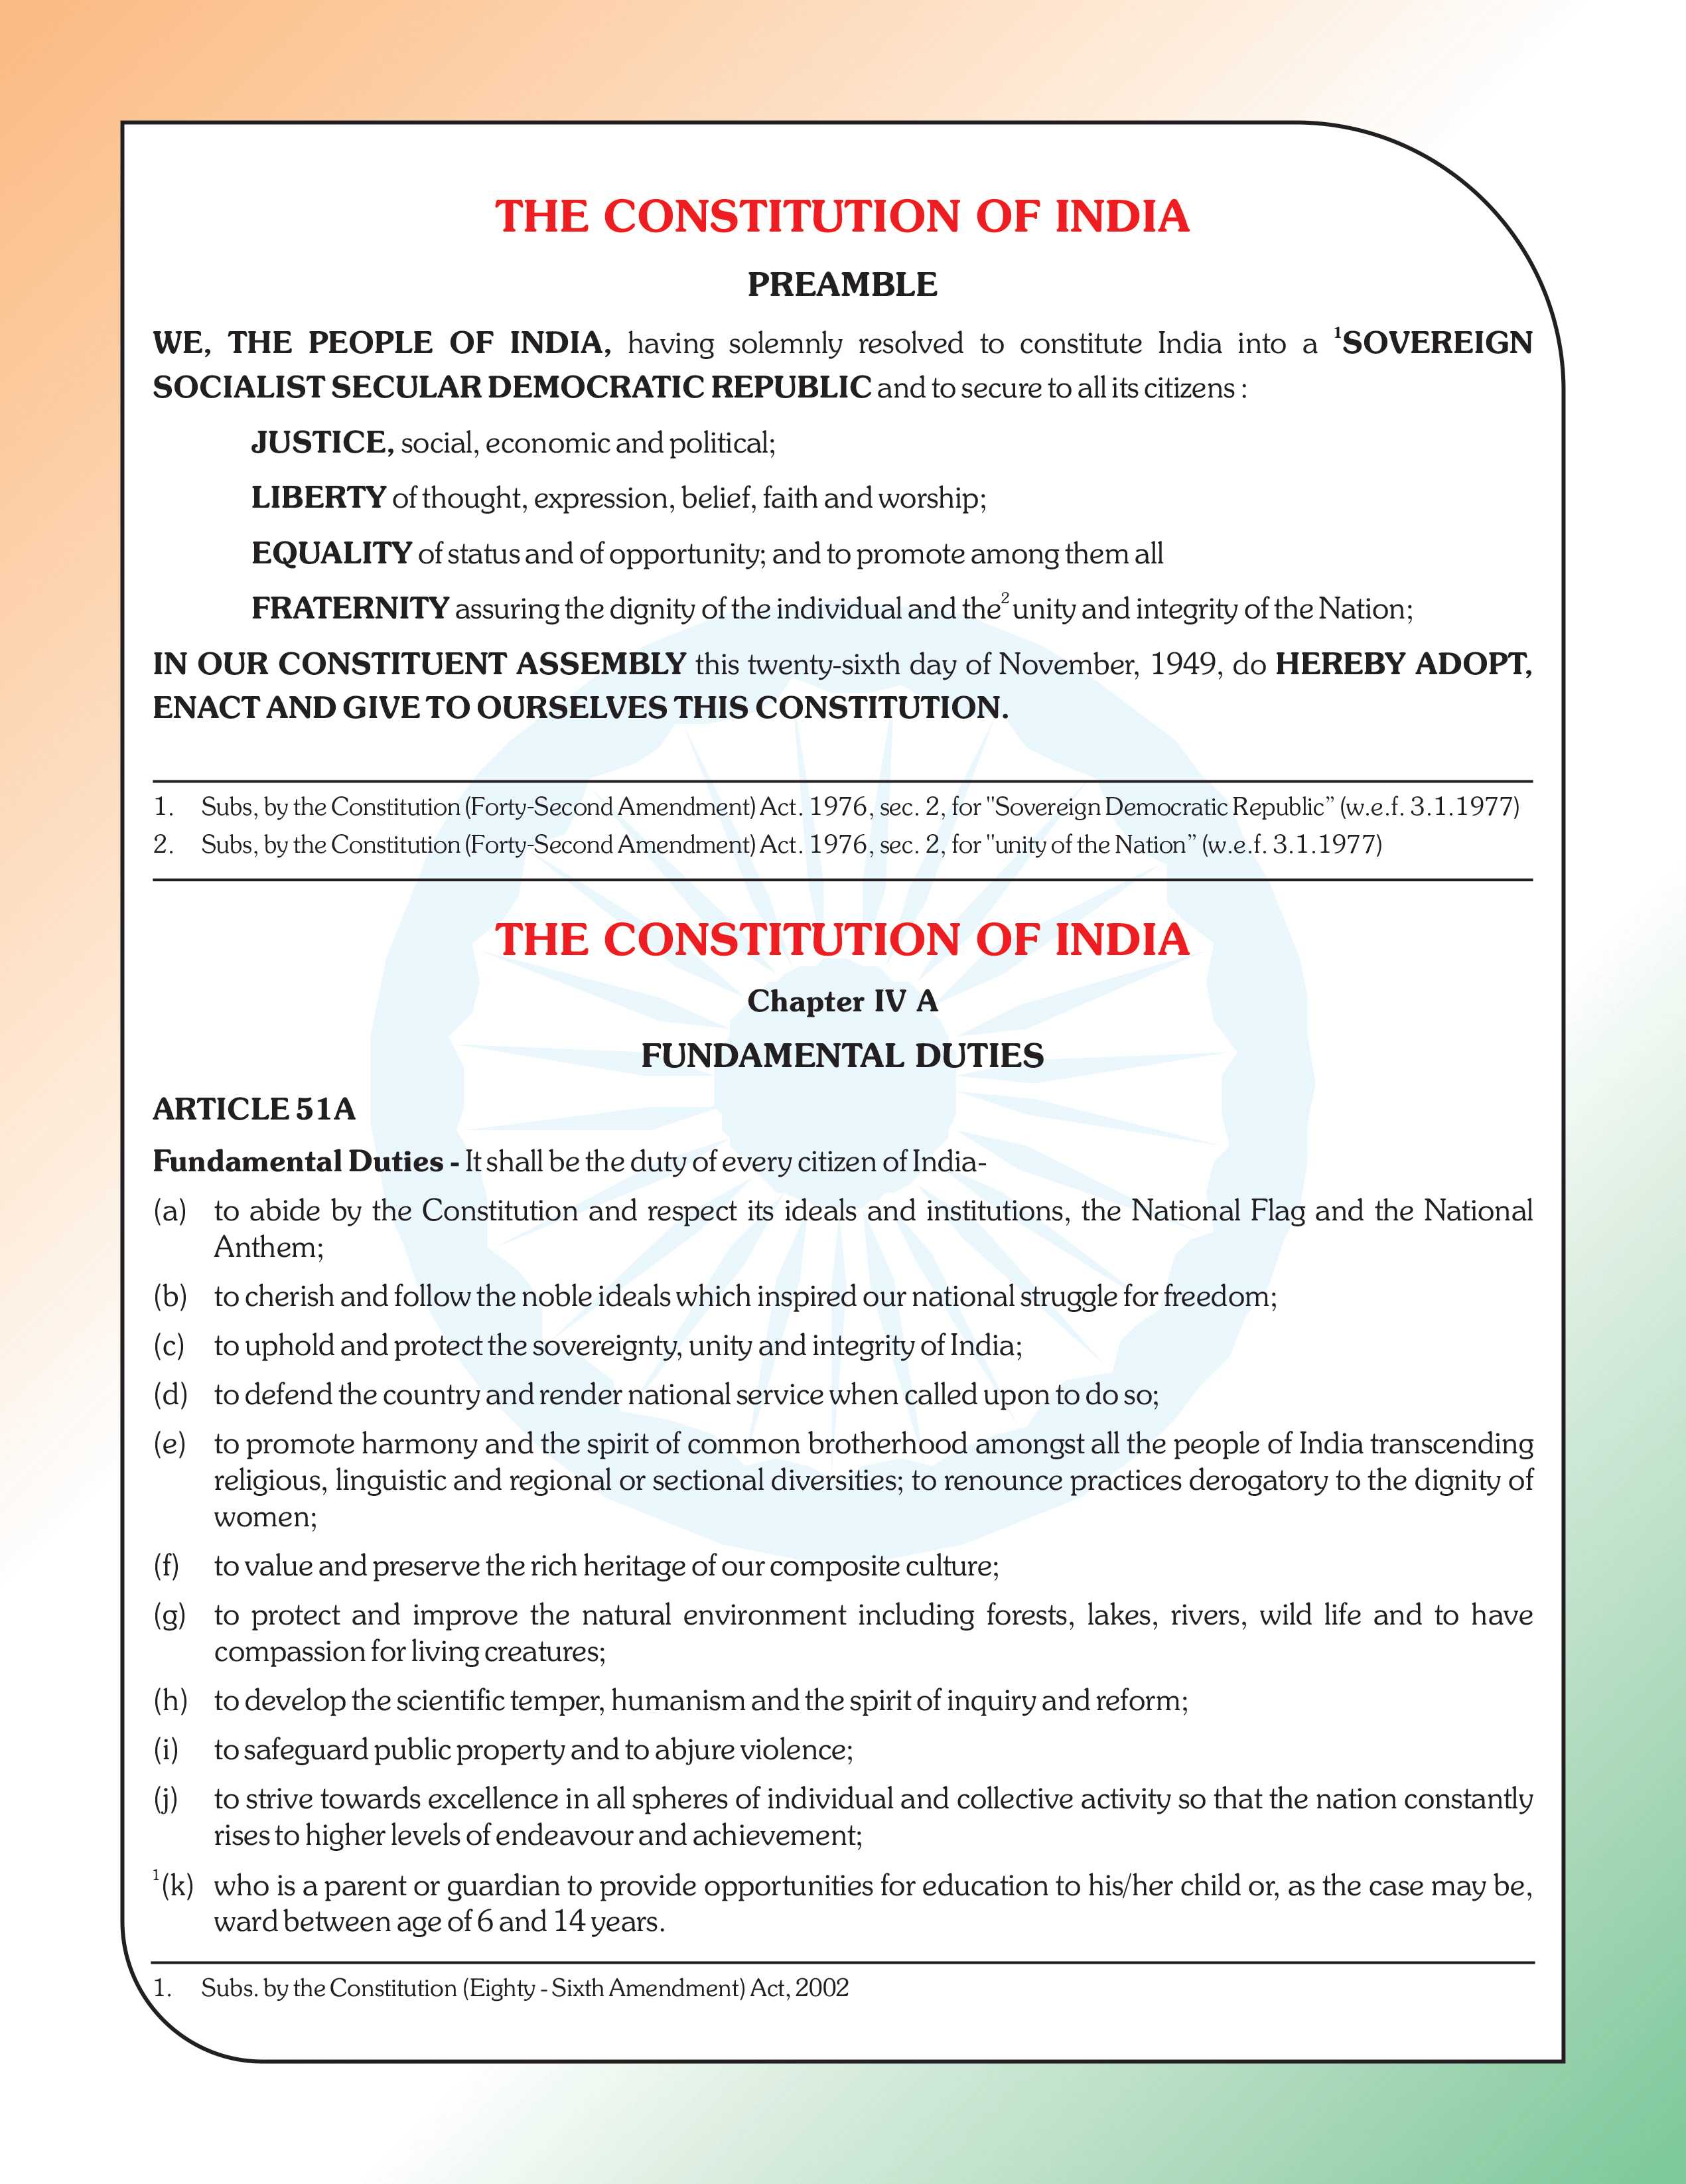 THE CONSTITUTION OF INDIA
PREAMBLE
WE, THE PEOPLE OF INDIA, having solemnly resolved to constitute India into a ¹SOVEREIGN
SOCIALIST SECULAR DEMOCRATIC REPUBLIC and to secure to all its citizens :
JUSTICE, social, economic and political;
LIBERTY of thought, expression, belief, faith and worship;
EQUALITY of status and of opportunity; and to promote among them all
FRATERNITY assuring the dignity of the individual and the² unity and integrity of the Nation;
IN OUR CONSTITUENT ASSEMBLY this twenty-sixth day of November, 1949, do HEREBY ADOPT,
ENACT AND GIVE TO OURSELVES THIS CONSTITUTION.
1. Subs, by the Constitution (Forty-Second Amendment) Act. 1976, sec. 2, for "Sovereign Democratic Republic” (w.e.f. 3.1.1977)
2. Subs, by the Constitution (Forty-Second Amendment) Act. 1976, sec. 2, for "unity of the Nation” (w.e.f. 3.1.1977)
THE CONSTITUTION OF INDIA
Chapter IV A
FUNDAMENTAL DUTIES
ARTICLE 51A
Fundamental Duties - It shall be the duty of every citizen of India-
(a) to abide by the Constitution and respect its ideals and institutions, the National Flag and the National
Anthem;
(b) to cherish and follow the noble ideals which inspired our national struggle for freedom;
(c) to uphold and protect the sovereignty, unity and integrity of India;
(d) to defend the country and render national service when called upon to do so;
(e) to promote harmony and the spirit of common brotherhood amongst all the people of India transcending
religious, linguistic and regional or sectional diversities; to renounce practices derogatory to the dignity of
women;
(f) to value and preserve the rich heritage of our composite culture;
(g) to protect and improve the natural environment including forests, lakes, rivers, wild life and to have
compassion for living creatures;
(h) to develop the scientific temper, humanism and the spirit of inquiry and reform;
(i) to safeguard public property and to abjure violence;
(j) to strive towards excellence in all spheres of individual and collective activity so that the nation constantly
rises to higher levels of endeavour and achievement;
¹(k) who is a parent or guardian to provide opportunities for education to his/her child or, as the case may be,
ward between age of 6 and 14 years.
1. Subs. by the Constitution (Eighty - Sixth Amendment) Act, 2002